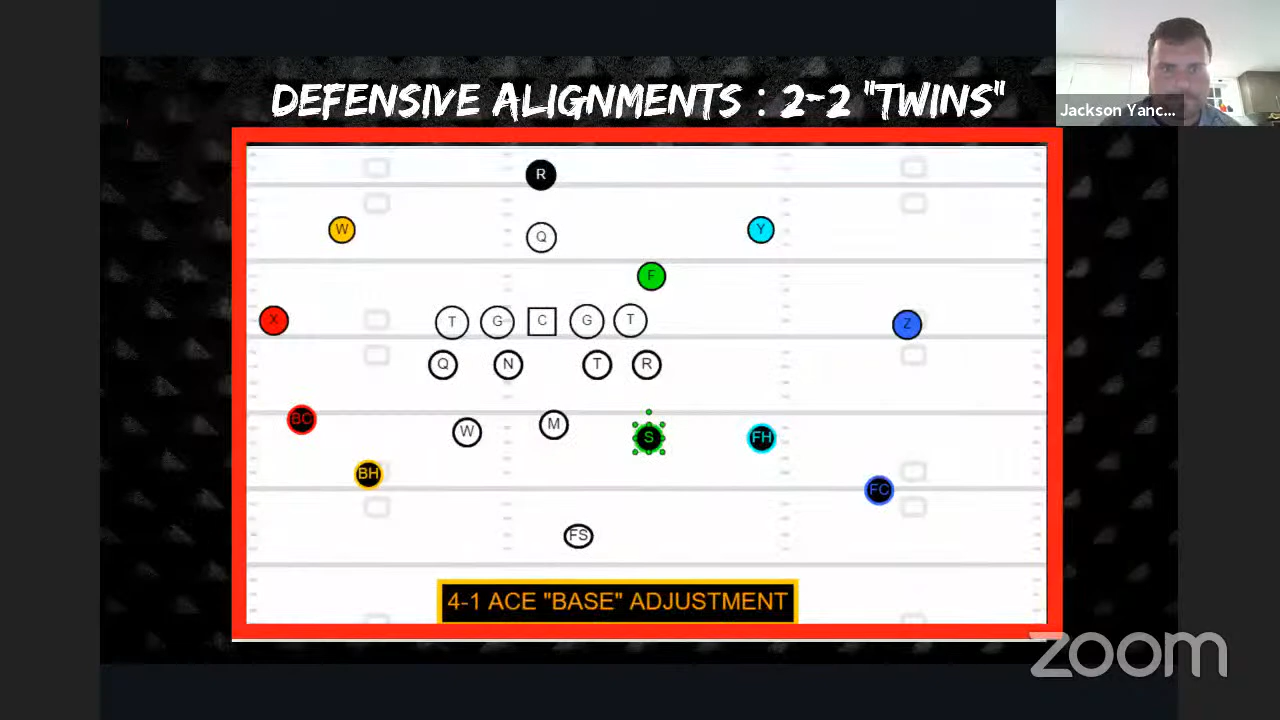 DEFENSIVE ALIGNMENTS : 2-2 "TWINS"
Jackson Yanc...
R
W
Q
Y
F
X
T
G
C
G
T
Z
Q
N
T
R
BC
W
M
S
FH
BH
FC
FS
4-1 ACE "BASE" ADJUSTMENT
zoom